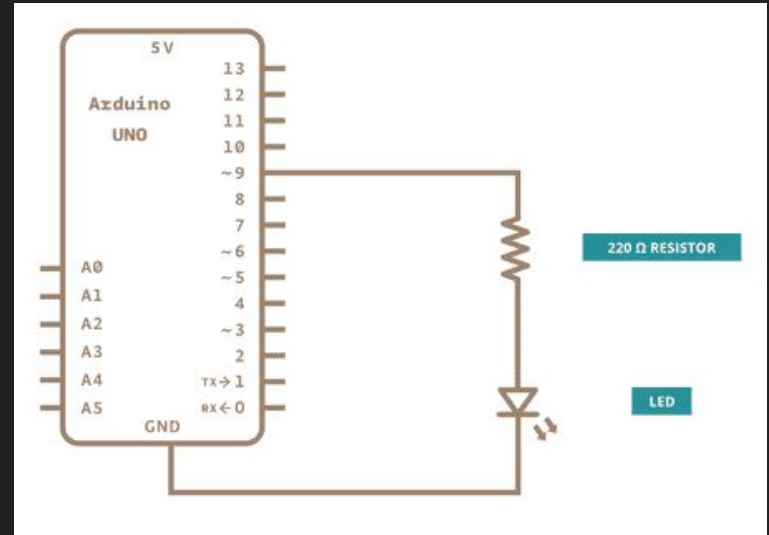 5V
Arduino
UNO
13
12
11
10
~9
8
7
~6
~5
4
~3
2
TX→1
RX←0
A0
A1
A2
A3
A4
A5
GND
220 Ω RESISTOR
LED